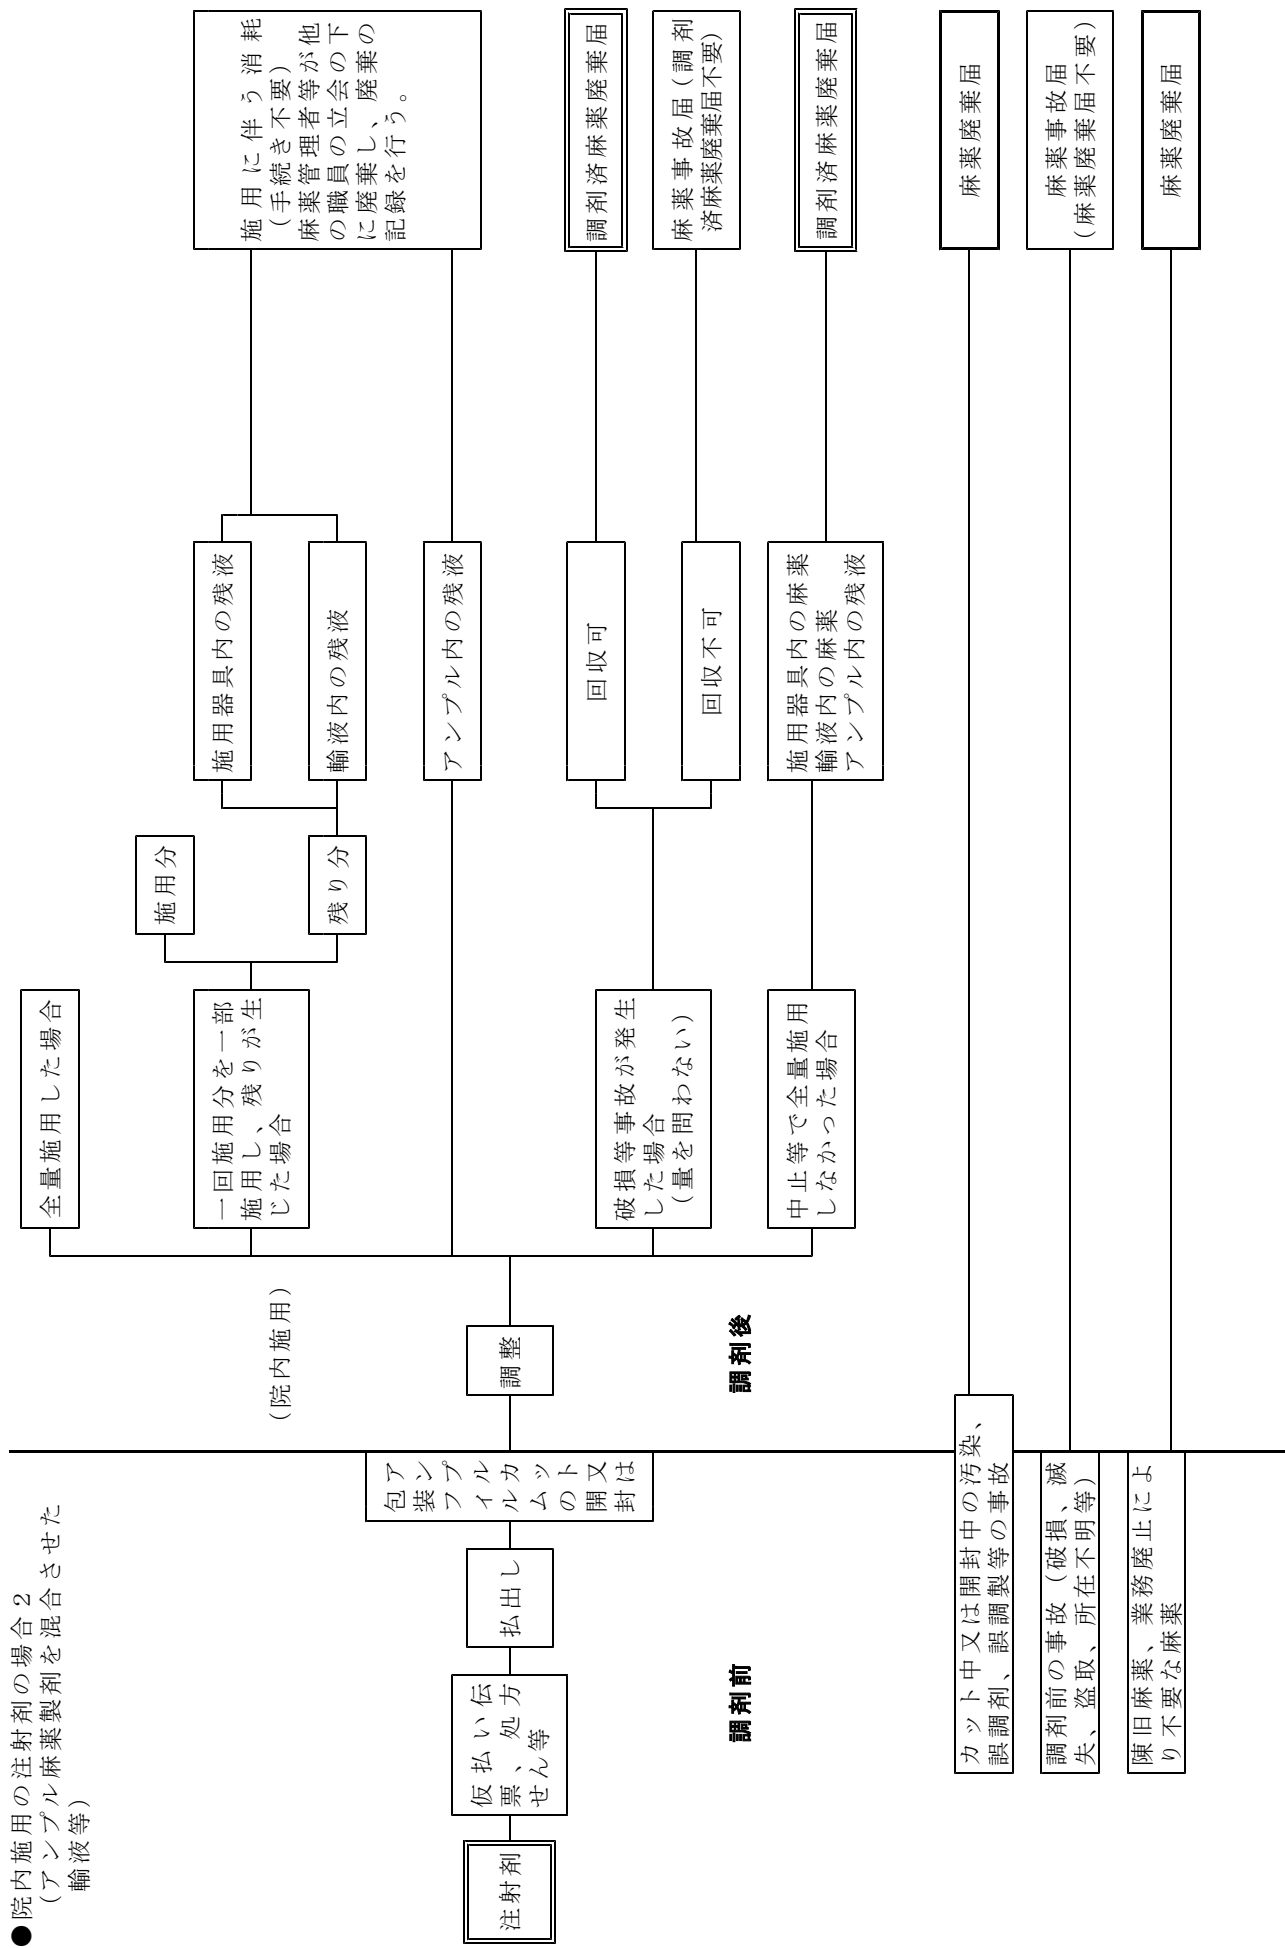 ●院内施用の注射剤の場合2
(アンプル麻薬製剤を混合させた
輸液等)
注射剤
仮払い伝
票、処方
せん等
払出し
包装フィルムの開封又は
アンプルカット
調剤前
調整
調剤後
(院内施用)
全量施用した場合
一回施用分を一部
施用し、残りが生
じた場合
施用分
残り分
施用器具内の残液
輸液内の残液
アンプル内の残液
施用に伴う消耗
(手続き不要)
麻薬管理者等が他
の職員の立会の下
に廃棄し、廃棄の
記録を行う。
破損等事故が発生
した場合
(量を問わない)
回収可
回収不可
調剤済麻薬廃棄届
麻薬事故届(調剤
済麻薬廃棄届不要)
中止等で全量施用
しなかった場合
施用器具内の麻薬
輸液内の麻薬
アンプル内の残液
調剤済麻薬廃棄届
カット中又は開封中の汚染、
誤調剤、誤調製等の事故
麻薬廃棄届
調剤前の事故(破損、滅
失、盗取、所在不明等)
麻薬事故届
(麻薬廃棄届不要)
陳旧麻薬、業務廃止によ
り不要な麻薬
麻薬廃棄届